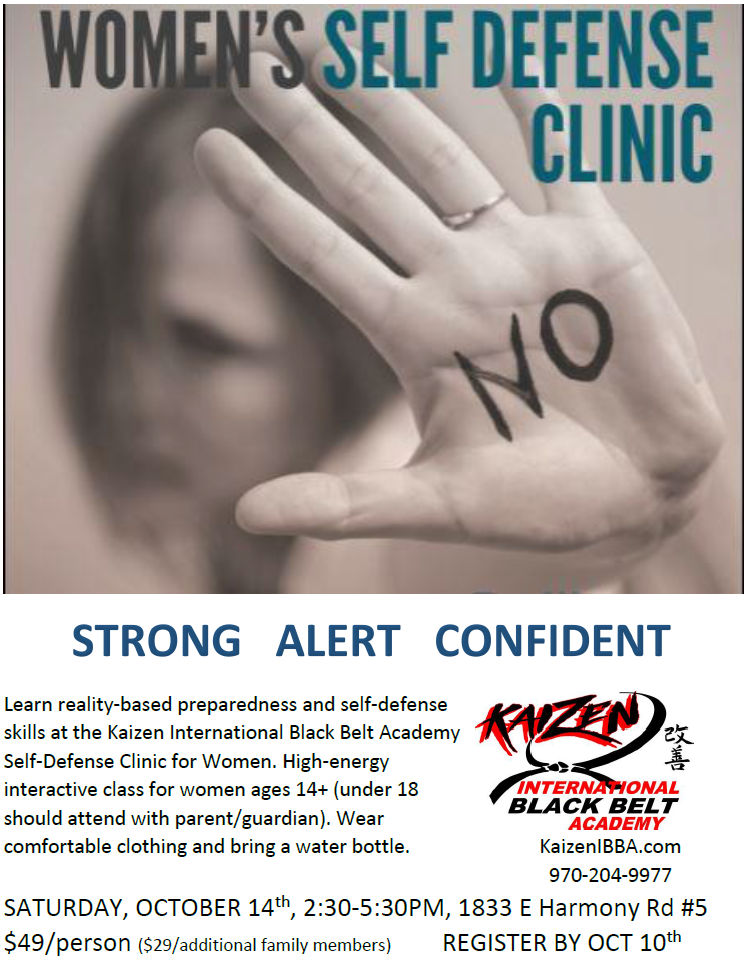 WOMEN'S SELF DEFENSE
CLINIC
NO
STRONG ALERT CONFIDENT
Learn reality-based preparedness and self-defense
skills at the Kaizen International Black Belt Academy
Self-Defense Clinic for Women. High-energy
interactive class for women ages 14+ (under 18
should attend with parent/guardian). Wear
comfortable clothing and bring a water bottle.
KAIZEN
改
善
INTERNATIONAL
BLACK BELT
ACADEMY
KaizenIBBA.com
970-204-9977
SATURDAY, OCTOBER 14th, 2:30-5:30PM, 1833 E Harmony Rd #5
$49/person ($29/additional family members) REGISTER BY OCT 10th